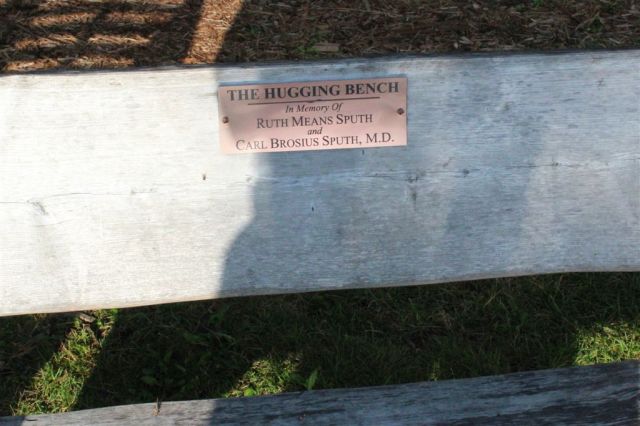 THE HUGGING BENCH
In Memory Of
RUTH MEANS SPUTH
and
CARL BROSIUS SPUTH, M.D.